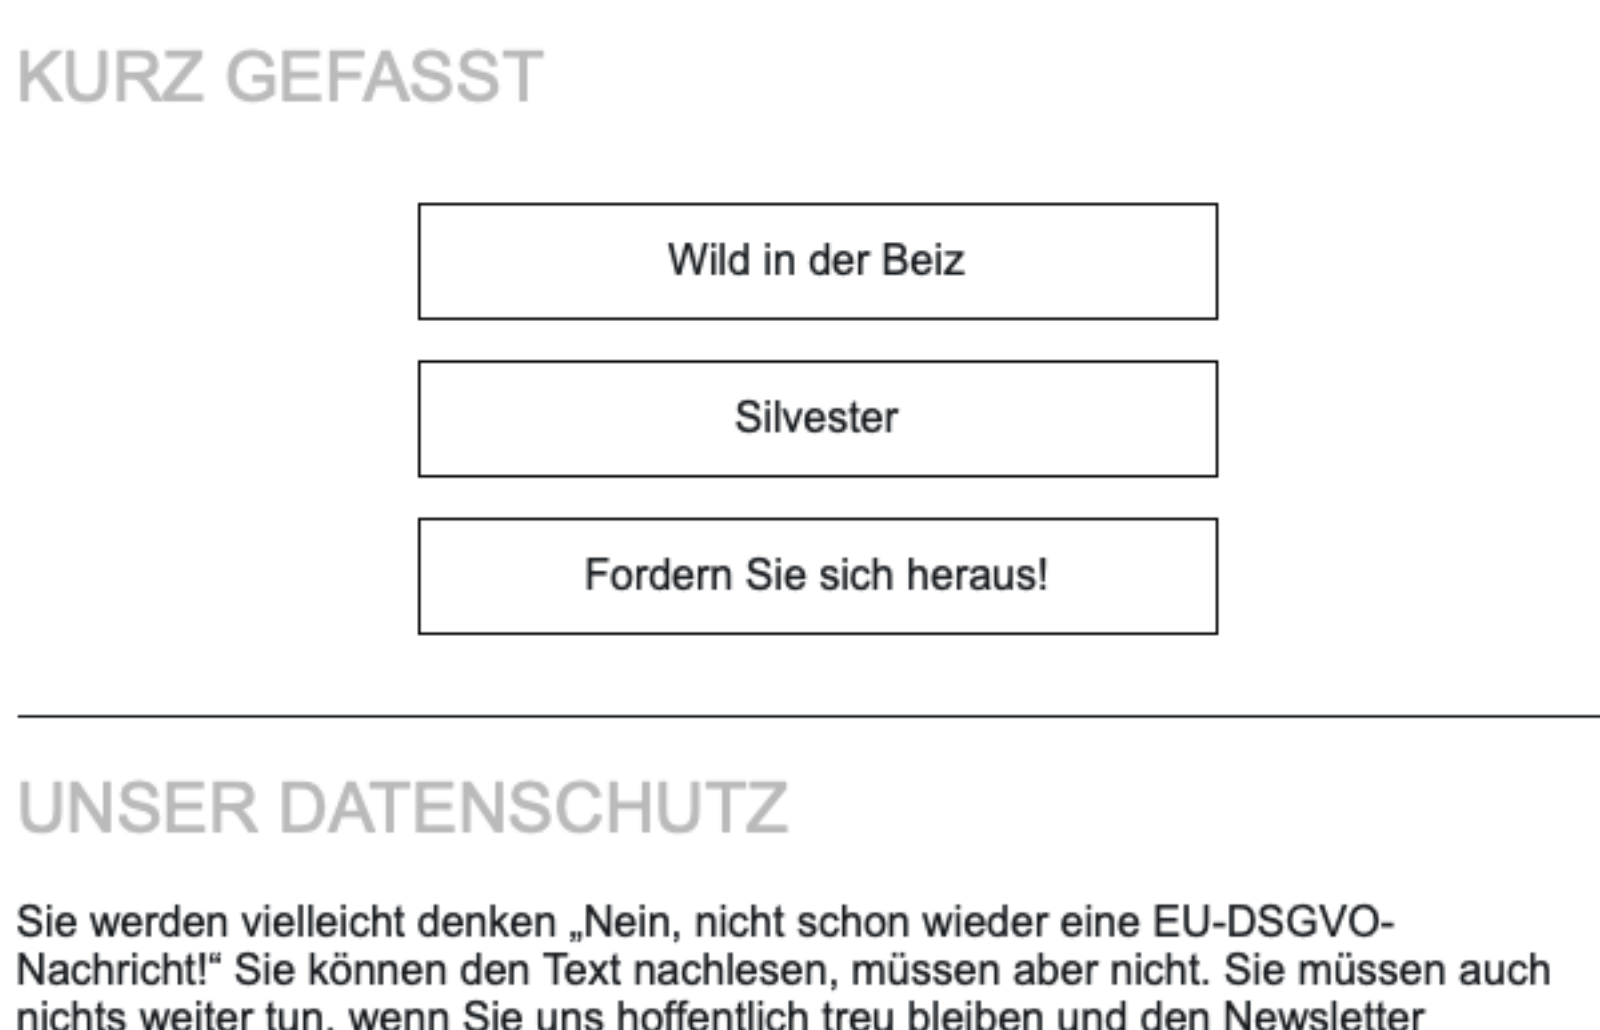 KURZ GEFASST
Wild in der Beiz
Silvester
Fordern Sie sich heraus!
UNSER DATENSCHUTZ
Sie werden vielleicht denken „Nein, nicht schon wieder eine EU-DSGVO-
Nachricht!“ Sie können den Text nachlesen, müssen aber nicht. Sie müssen auch
nichts weiter tun, wenn Sie uns hoffentlich treu bleiben und den Newsletter